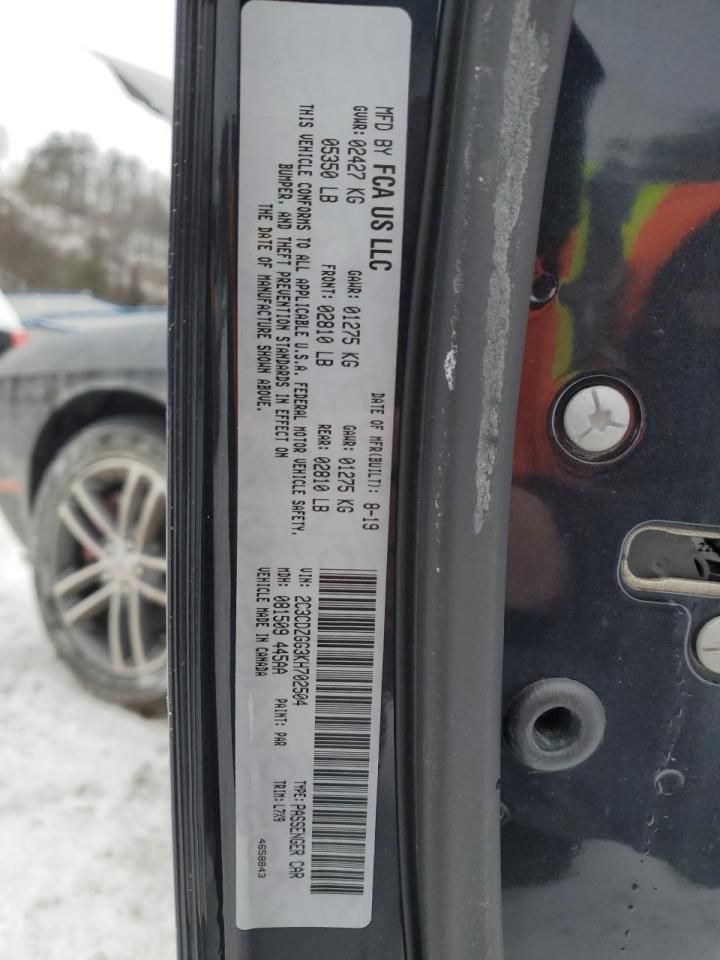 MFD BY FCA US LLC
DATE OF MFR(BUILT): 8-19
GVWR: 02427 KG
GAWR: 01275 KG
GAWR: 01275 KG
05350 LB
FRONT: 02810 LB
REAR: 02810 LB
THIS VEHICLE CONFORMS TO ALL APPLICABLE U.S.A. FEDERAL MOTOR VEHICLE SAFETY,
BUMPER, AND THEFT PREVENTION STANDARDS IN EFFECT ON
THE DATE OF MANUFACTURE SHOWN ABOVE.
VIN: 2C3CDZGG3KH702504
TYPE: PASSENGER CAR
MDH: 081509 445AA
PAINT: PAR
TRIM: L7X9
VEHICLE MADE IN CANADA
4658843